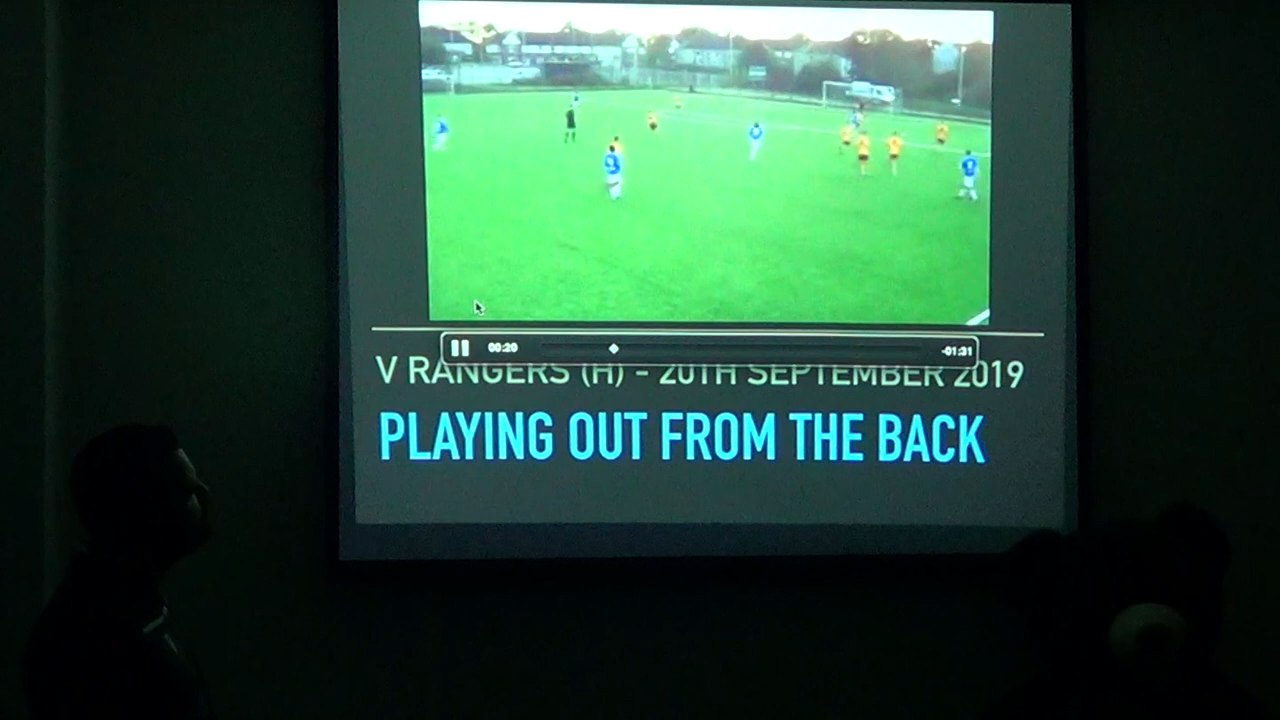 00:20 -01:31
V RANGERS (H) - 20TH SEPTEMBER 2019
PLAYING OUT FROM THE BACK